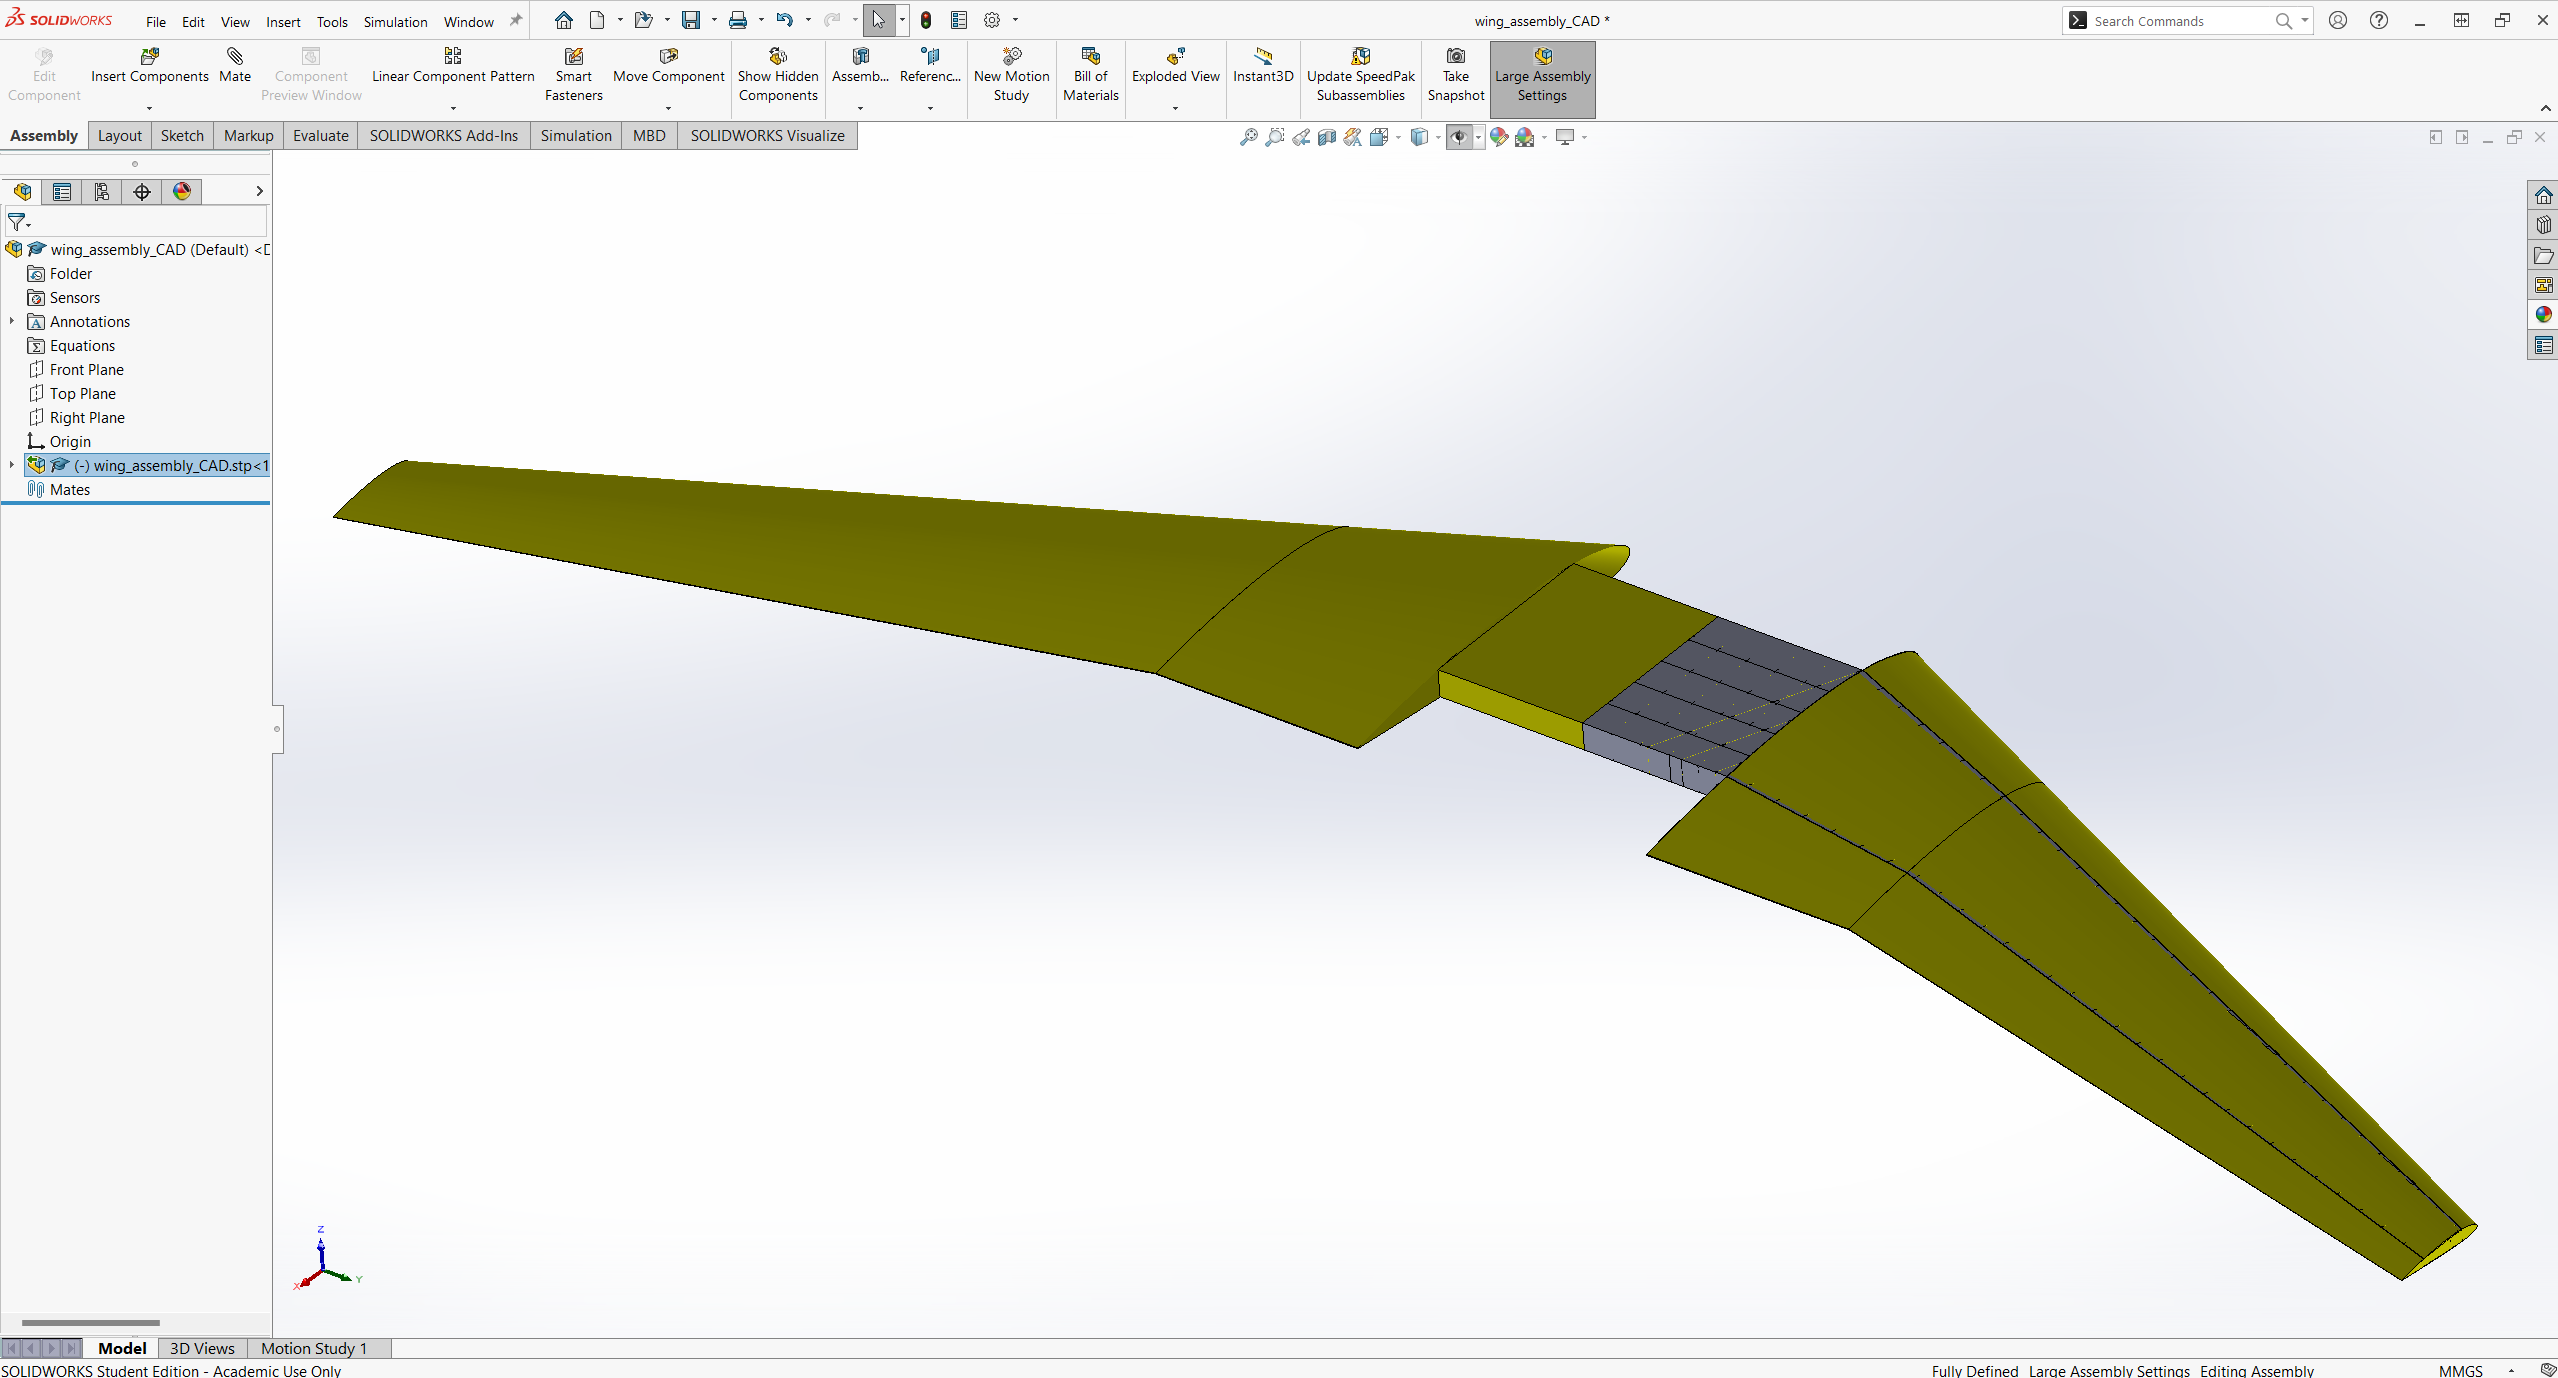 SOLIDWORKS File Edit View Insert Tools Simulation Window wing_assembly_CAD * Search Commands
Edit Component
Insert Components
Mate
Component Preview Window
Linear Component Pattern
Smart Fasteners
Move Component
Show Hidden Components
Assemb...
Referenc...
New Motion Study
Bill of Materials
Exploded View
Instant3D
Update SpeedPak Subassemblies
Take Snapshot
Large Assembly Settings
Assembly Layout Sketch Markup Evaluate SOLIDWORKS Add-Ins Simulation MBD SOLIDWORKS Visualize
wing_assembly_CAD (Default) <D
Folder
Sensors
Annotations
Equations
Front Plane
Top Plane
Right Plane
Origin
(-) wing_assembly_CAD.stp<1
Mates
Z
X
Y
Model 3D Views Motion Study 1
SOLIDWORKS Student Edition - Academic Use Only Fully Defined Large Assembly Settings Editing Assembly MMGS